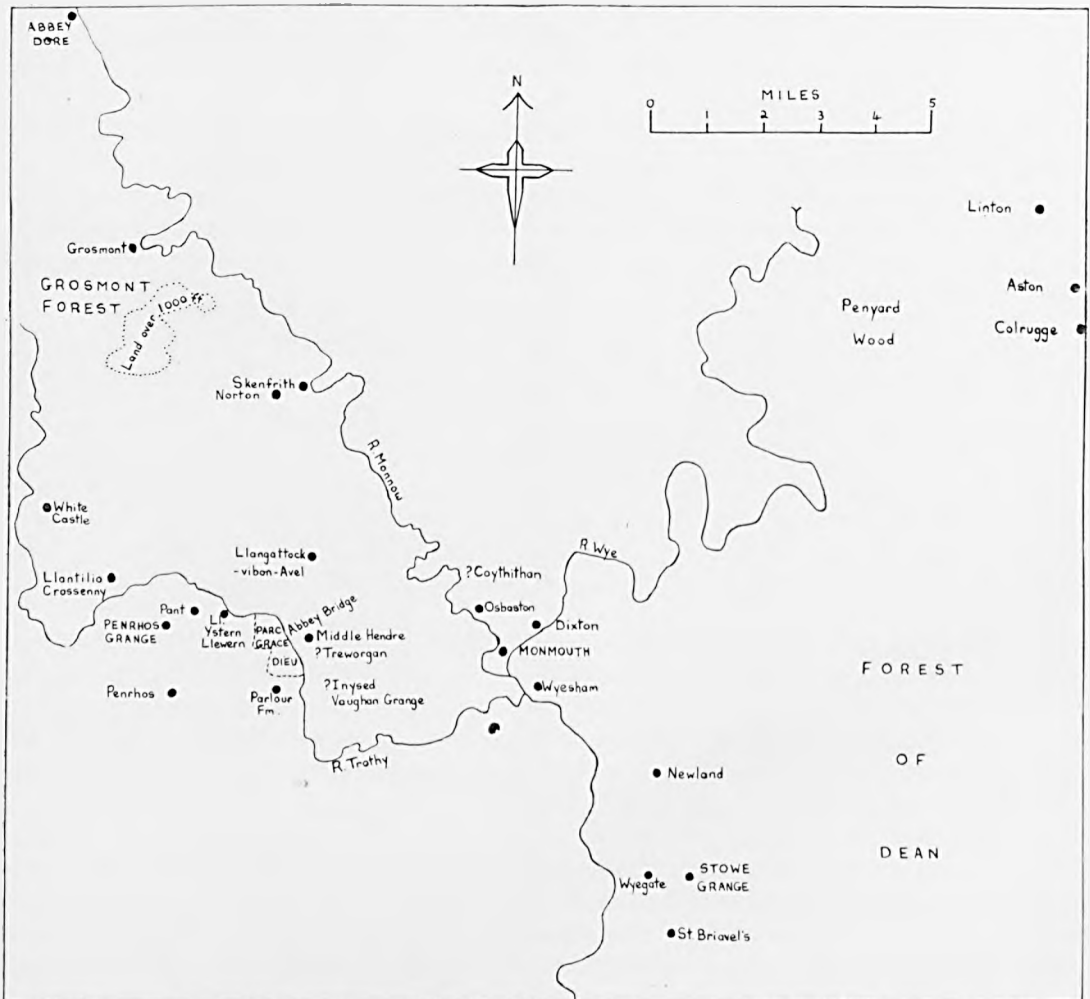 ABBEY
DORE
N
MILES
0 1 2 3 4 5
Linton
Grosmont
GROSMONT
FOREST
Land over 1000 ft
Aston
Penyard
Wood
Colrugge
Skenfrith
Norton
R. Monnow
White
Castle
R. Wye
Llangattock
-vibon-Avel
?Coythithan
Llantilio
Crossenny
Pant
Osbaston
Dixton
PENRHOS
GRANGE
Ll.
Ystern
Llewern
PARC
GRACE
DIEU
Abbey Bridge
Middle Hendre
?Treworgan
MONMOUTH
FOREST
OF
DEAN
Penrhos
Parlour
Fm.
?Inysed
Vaughan Grange
Wyesham
R. Trothy
Newland
Wyegate
STOWE
GRANGE
St. Briavel's